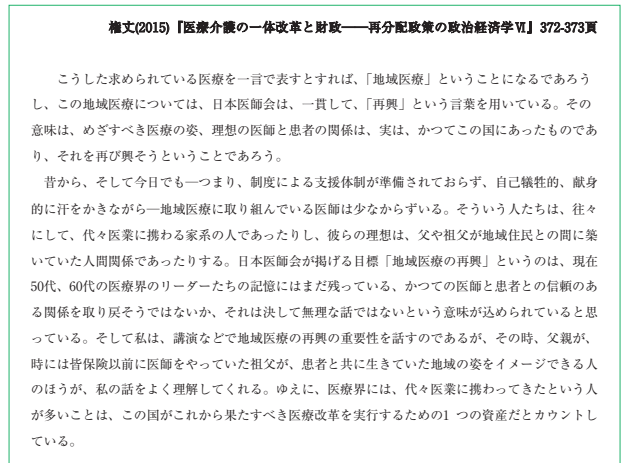 権丈(2015)『医療介護の一体改革と財政――再分配政策の政治経済学Ⅵ』372-373頁
こうした求められている医療を一言で表すとすれば、「地域医療」ということになるであろう
し、この地域医療については、日本医師会は、一貫して、「再興」という言葉を用いている。その
意味は、めざすべき医療の姿、理想の医師と患者の関係は、実は、かつてこの国にあったものであ
り、それを再び興そうということであろう。
昔から、そして今日でも―つまり、制度による支援体制が準備されておらず、自己犠牲的、献身
的に汗をかきながら―地域医療に取り組んでいる医師は少なからずいる。そういう人たちは、往々
にして、代々医業に携わる家系の人であったりし、彼らの理想は、父や祖父が地域住民との間に築
いていた人間関係であったりする。日本医師会が掲げる目標「地域医療の再興」というのは、現在
50代、60代の医療界のリーダーたちの記憶にはまだ残っている、かつての医師と患者との信頼のあ
る関係を取り戻そうではないか、それは決して無理な話ではないという意味が込められていると思
っている。そして私は、講演などで地域医療の再興の重要性を話すのであるが、その時、父親が、
時には皆保険以前に医師をやっていた祖父が、患者と共に生きていた地域の姿をイメージできる人
のほうが、私の話をよく理解してくれる。ゆえに、医療界には、代々医業に携わってきたという人
が多いことは、この国がこれから果たすべき医療改革を実行するための1 つの資産だとカウントし
ている。